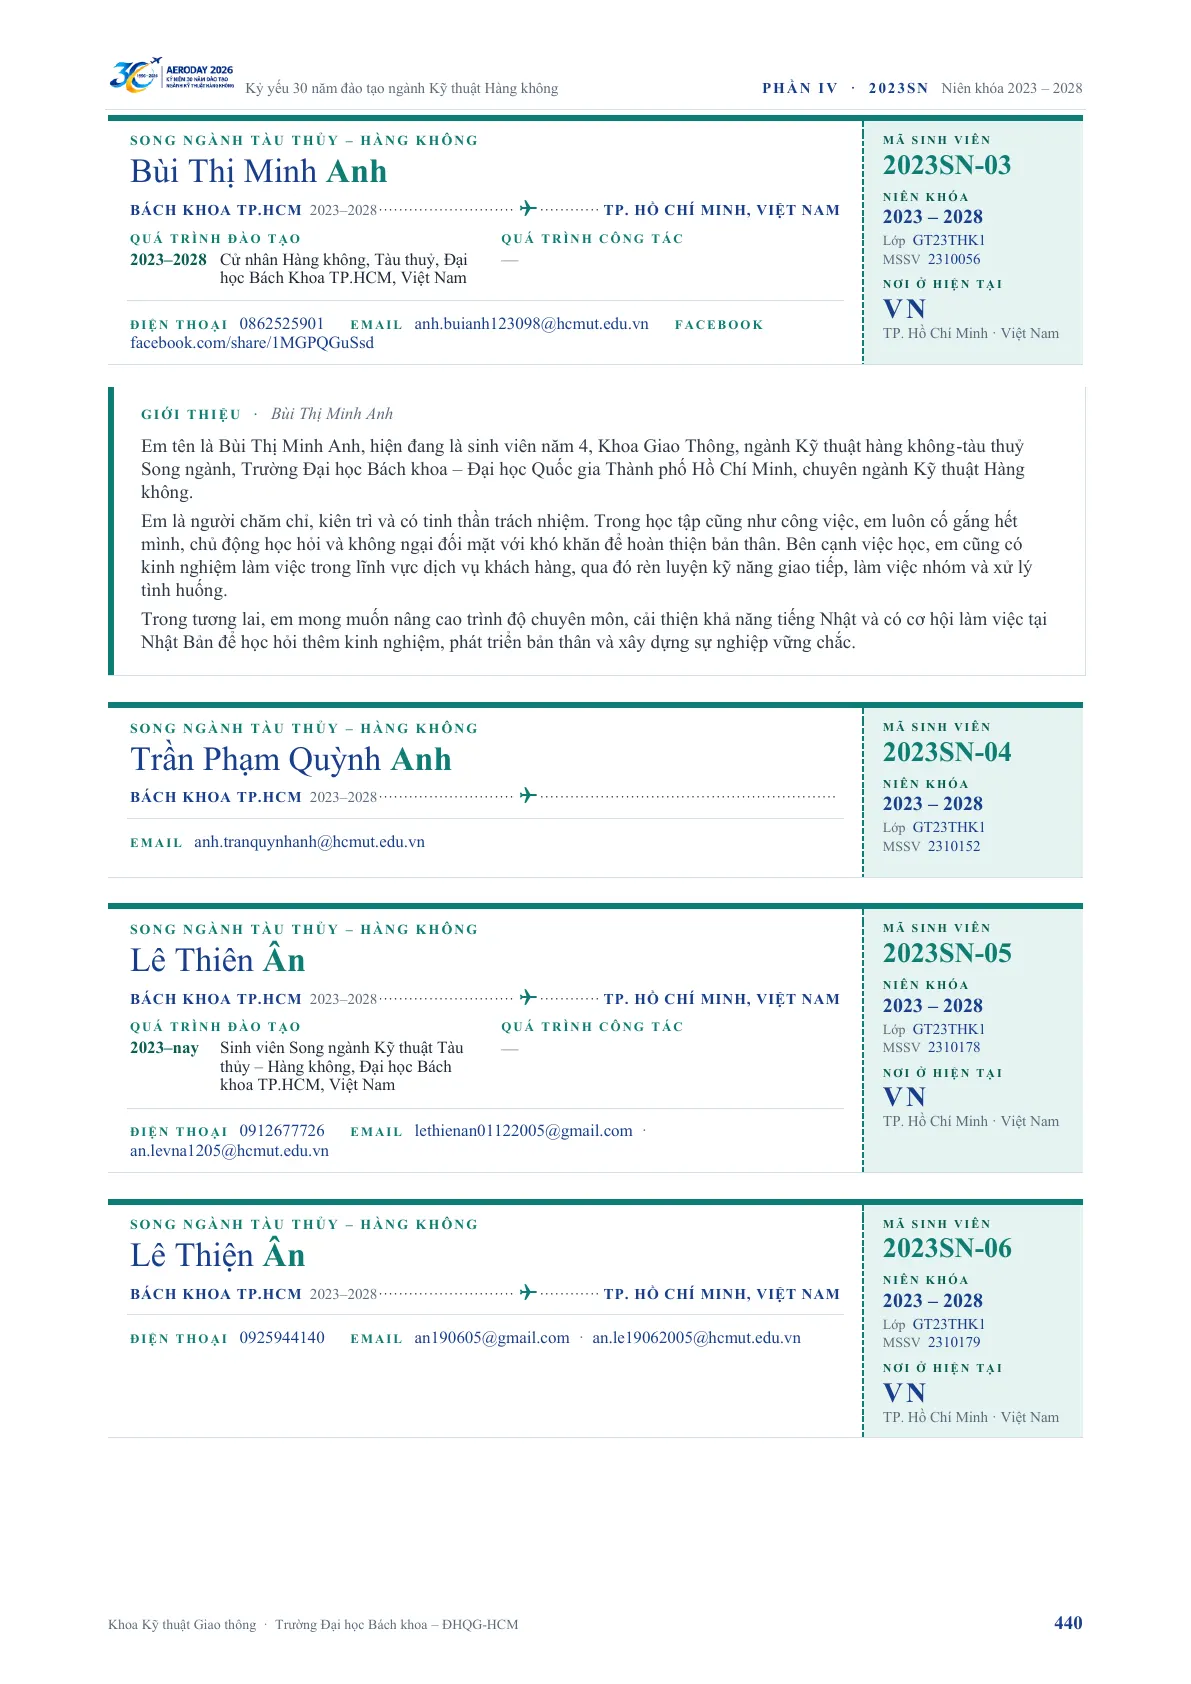 30 1996 - 2026 AERODAY 2026
KỶ NIỆM 30 NĂM ĐÀO TẠO
NGÀNH KỸ THUẬT HÀNG KHÔNG
Kỷ yếu 30 năm đào tạo ngành Kỹ thuật Hàng không
PHẦN IV · 2023SN Niên khóa 2023 – 2028
SONG NGÀNH TÀU THỦY – HÀNG KHÔNG
Bùi Thị Minh Anh
BÁCH KHOA TP.HCM 2023–2028 TP. HỒ CHÍ MINH, VIỆT NAM
QUÁ TRÌNH ĐÀO TẠO
2023–2028 Cử nhân Hàng không, Tàu thuỷ, Đại
học Bách Khoa TP.HCM, Việt Nam
QUÁ TRÌNH CÔNG TÁC
—
ĐIỆN THOẠI 0862525901 EMAIL anh.buianh123098@hcmut.edu.vn FACEBOOK
facebook.com/share/1MGPQGuSsd
MÃ SINH VIÊN
2023SN-03
NIÊN KHÓA
2023 – 2028
Lớp GT23THK1
MSSV 2310056
NƠI Ở HIỆN TẠI
VN
TP. Hồ Chí Minh · Việt Nam
GIỚI THIỆU · Bùi Thị Minh Anh
Em tên là Bùi Thị Minh Anh, hiện đang là sinh viên năm 4, Khoa Giao Thông, ngành Kỹ thuật hàng không-tàu thuỷ
Song ngành, Trường Đại học Bách khoa – Đại học Quốc gia Thành phố Hồ Chí Minh, chuyên ngành Kỹ thuật Hàng
không.
Em là người chăm chỉ, kiên trì và có tinh thần trách nhiệm. Trong học tập cũng như công việc, em luôn cố gắng hết
mình, chủ động học hỏi và không ngại đối mặt với khó khăn để hoàn thiện bản thân. Bên cạnh việc học, em cũng có
kinh nghiệm làm việc trong lĩnh vực dịch vụ khách hàng, qua đó rèn luyện kỹ năng giao tiếp, làm việc nhóm và xử lý
tình huống.
Trong tương lai, em mong muốn nâng cao trình độ chuyên môn, cải thiện khả năng tiếng Nhật và có cơ hội làm việc tại
Nhật Bản để học hỏi thêm kinh nghiệm, phát triển bản thân và xây dựng sự nghiệp vững chắc.
SONG NGÀNH TÀU THỦY – HÀNG KHÔNG
Trần Phạm Quỳnh Anh
BÁCH KHOA TP.HCM 2023–2028
EMAIL anh.tranquynhanh@hcmut.edu.vn
MÃ SINH VIÊN
2023SN-04
NIÊN KHÓA
2023 – 2028
Lớp GT23THK1
MSSV 2310152
SONG NGÀNH TÀU THỦY – HÀNG KHÔNG
Lê Thiên Ân
BÁCH KHOA TP.HCM 2023–2028 TP. HỒ CHÍ MINH, VIỆT NAM
QUÁ TRÌNH ĐÀO TẠO
2023–nay Sinh viên Song ngành Kỹ thuật Tàu
thủy – Hàng không, Đại học Bách
khoa TP.HCM, Việt Nam
QUÁ TRÌNH CÔNG TÁC
—
ĐIỆN THOẠI 0912677726 EMAIL lethienan01122005@gmail.com ·
an.levna1205@hcmut.edu.vn
MÃ SINH VIÊN
2023SN-05
NIÊN KHÓA
2023 – 2028
Lớp GT23THK1
MSSV 2310178
NƠI Ở HIỆN TẠI
VN
TP. Hồ Chí Minh · Việt Nam
SONG NGÀNH TÀU THỦY – HÀNG KHÔNG
Lê Thiện Ân
BÁCH KHOA TP.HCM 2023–2028 TP. HỒ CHÍ MINH, VIỆT NAM
ĐIỆN THOẠI 0925944140 EMAIL an190605@gmail.com · an.le19062005@hcmut.edu.vn
MÃ SINH VIÊN
2023SN-06
NIÊN KHÓA
2023 – 2028
Lớp GT23THK1
MSSV 2310179
NƠI Ở HIỆN TẠI
VN
TP. Hồ Chí Minh · Việt Nam
Khoa Kỹ thuật Giao thông · Trường Đại học Bách khoa – ĐHQG-HCM
440